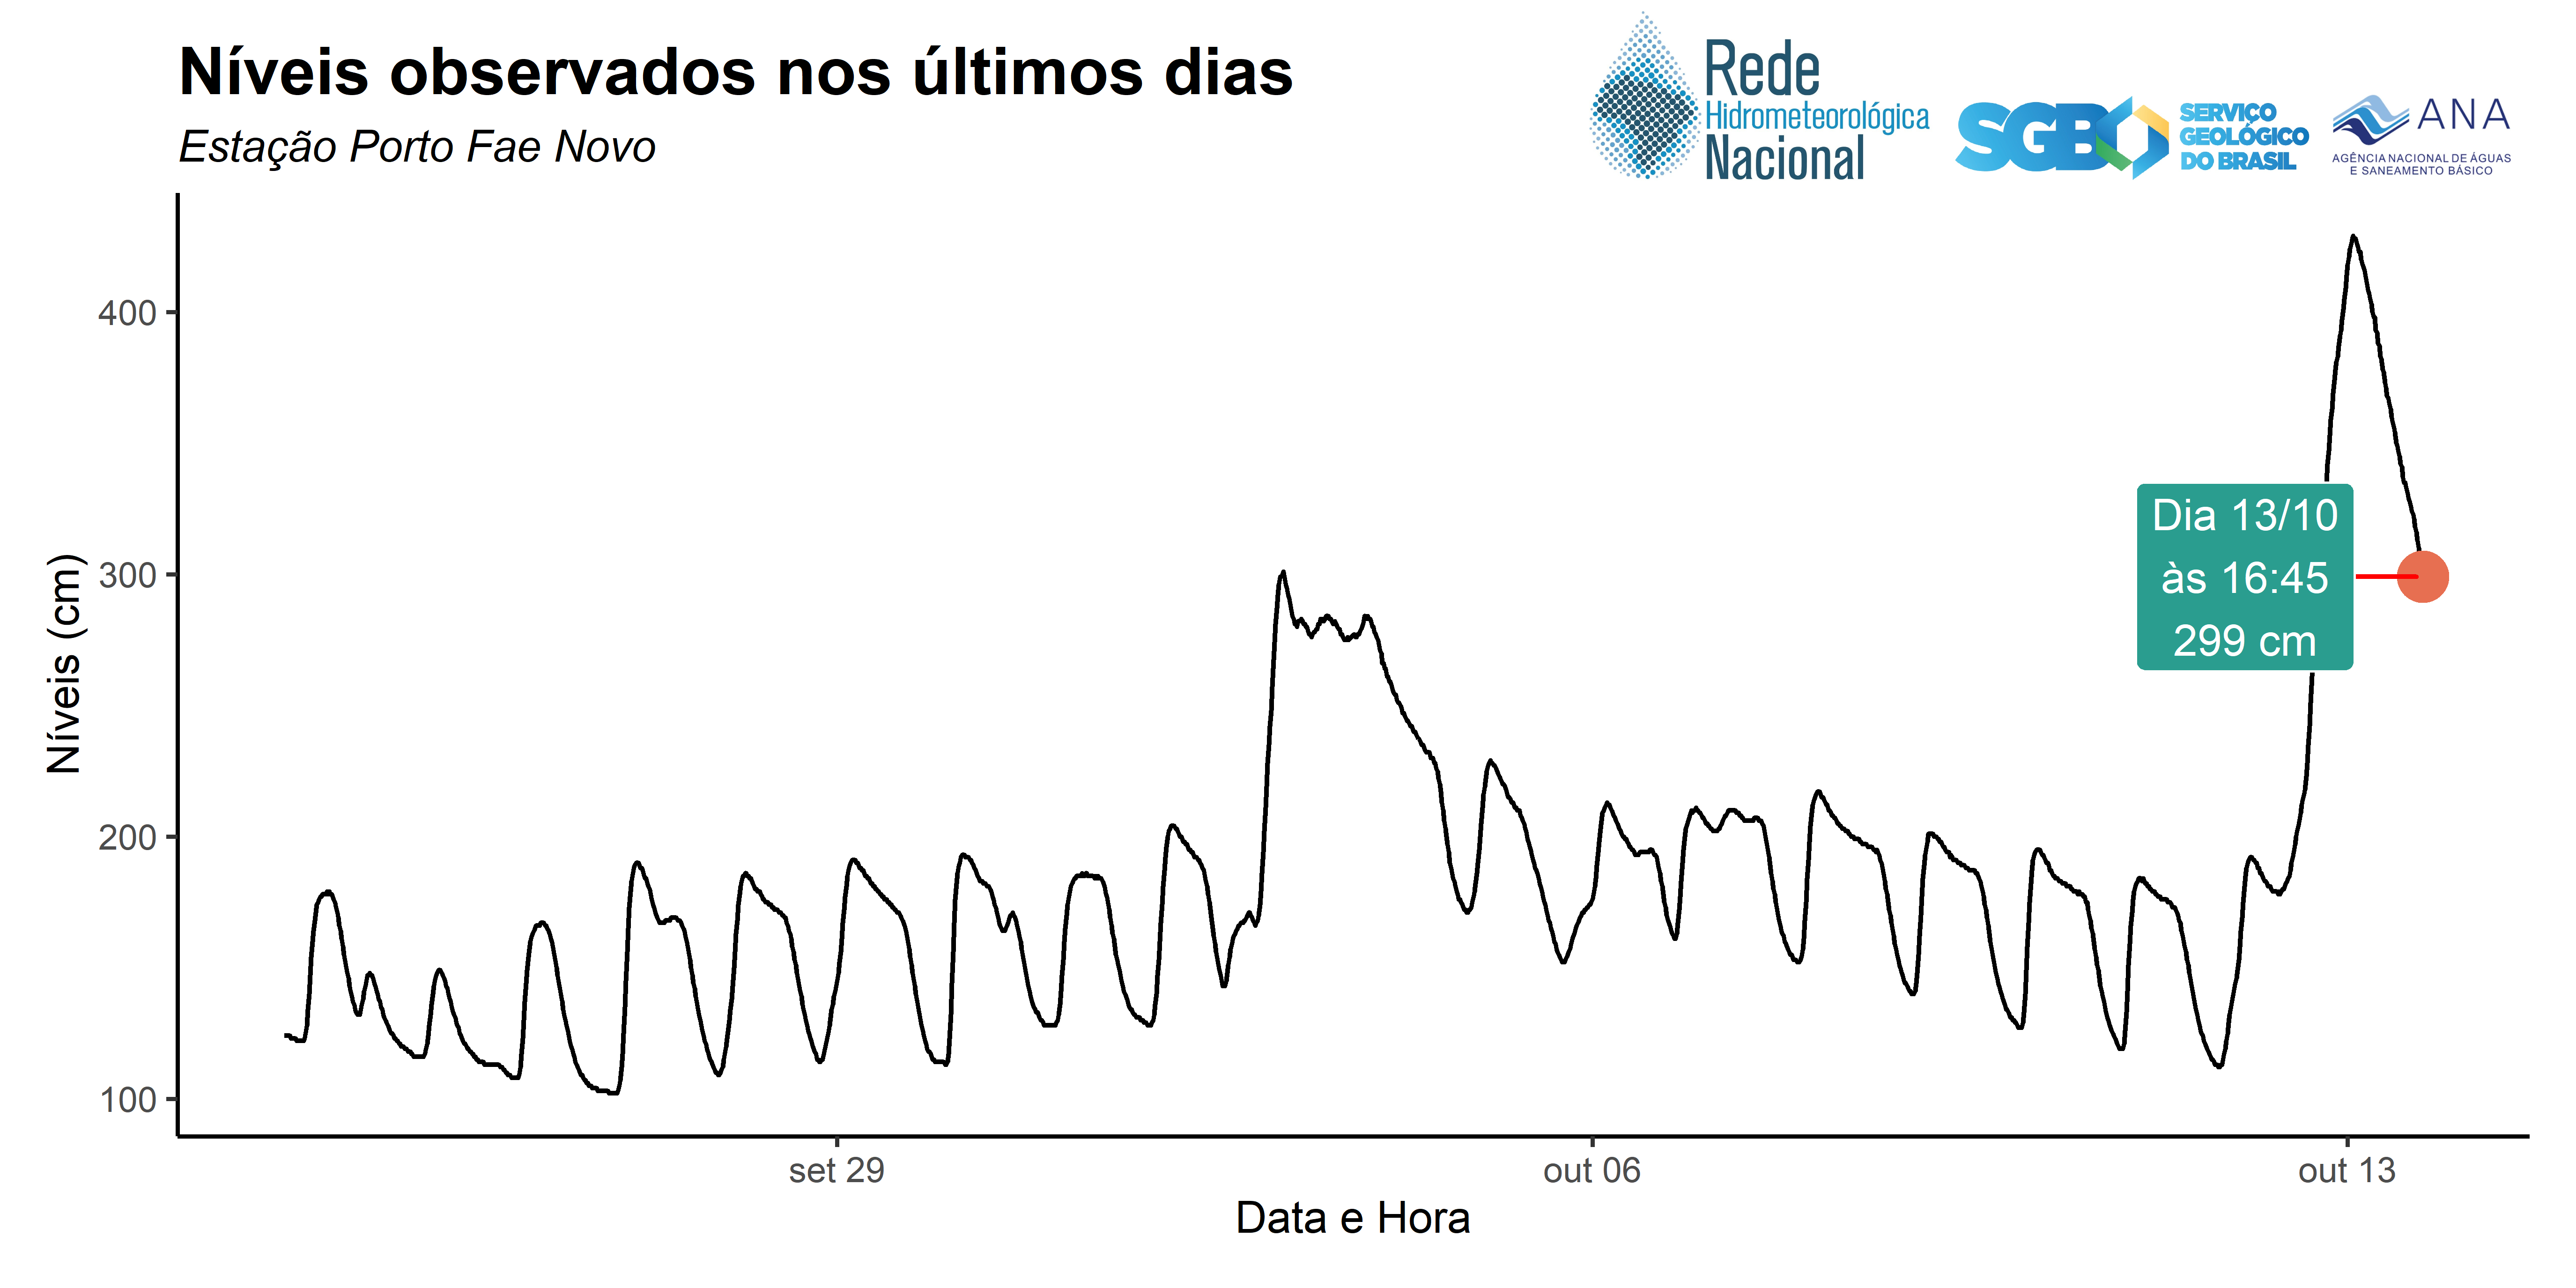 Níveis observados nos últimos dias
Estação Porto Fae Novo
Rede
Hidrometeorológica
Nacional
SGB
SERVIÇO
GEOLÓGICO
DO BRASIL
ANA
AGÊNCIA NACIONAL DE ÁGUAS
E SANEAMENTO BÁSICO
Níveis (cm)
400
300
200
100
Dia 13/10
às 16:45
299 cm
set 29
out 06
out 13
Data e Hora